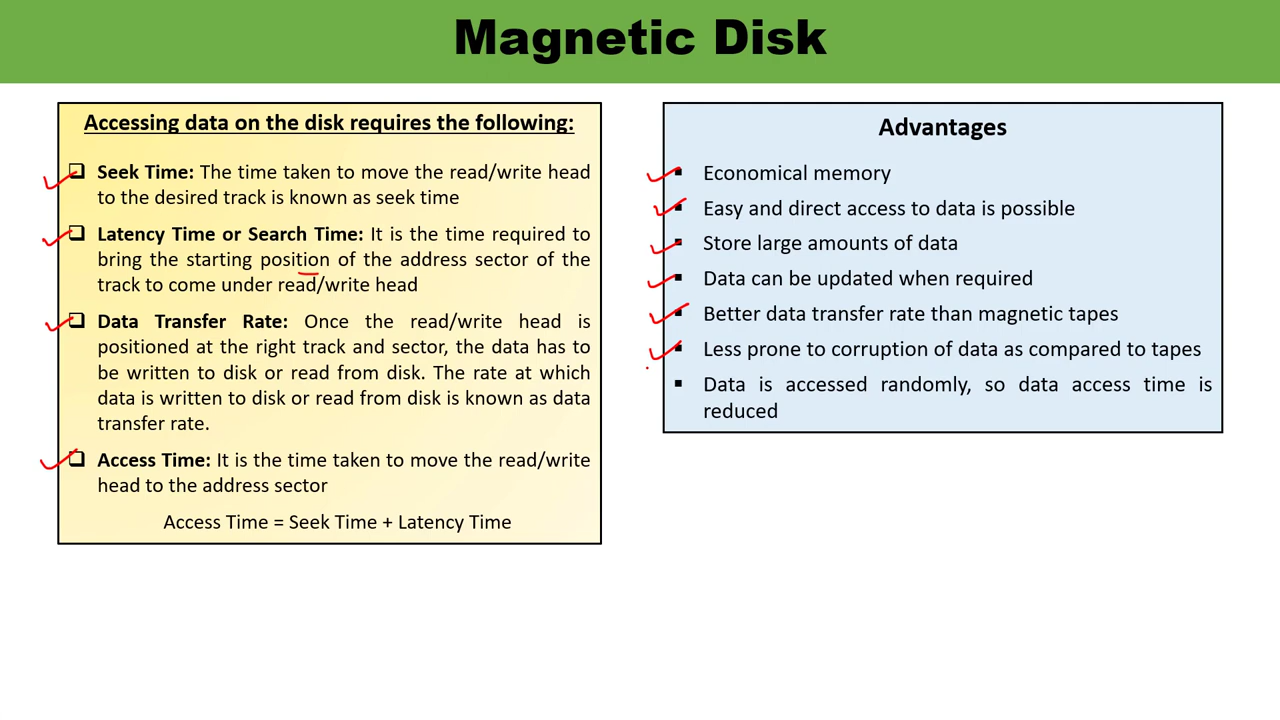 Magnetic Disk
Accessing data on the disk requires the following:
Seek Time: The time taken to move the read/write head
to the desired track is known as seek time
Latency Time or Search Time: It is the time required to
bring the starting position of the address sector of the
track to come under read/write head
Data Transfer Rate: Once the read/write head is
positioned at the right track and sector, the data has to
be written to disk or read from disk. The rate at which
data is written to disk or read from disk is known as data
transfer rate.
Access Time: It is the time taken to move the read/write
head to the address sector
Access Time = Seek Time + Latency Time
Advantages
Economical memory
Easy and direct access to data is possible
Store large amounts of data
Data can be updated when required
Better data transfer rate than magnetic tapes
Less prone to corruption of data as compared to tapes
Data is accessed randomly, so data access time is
reduced